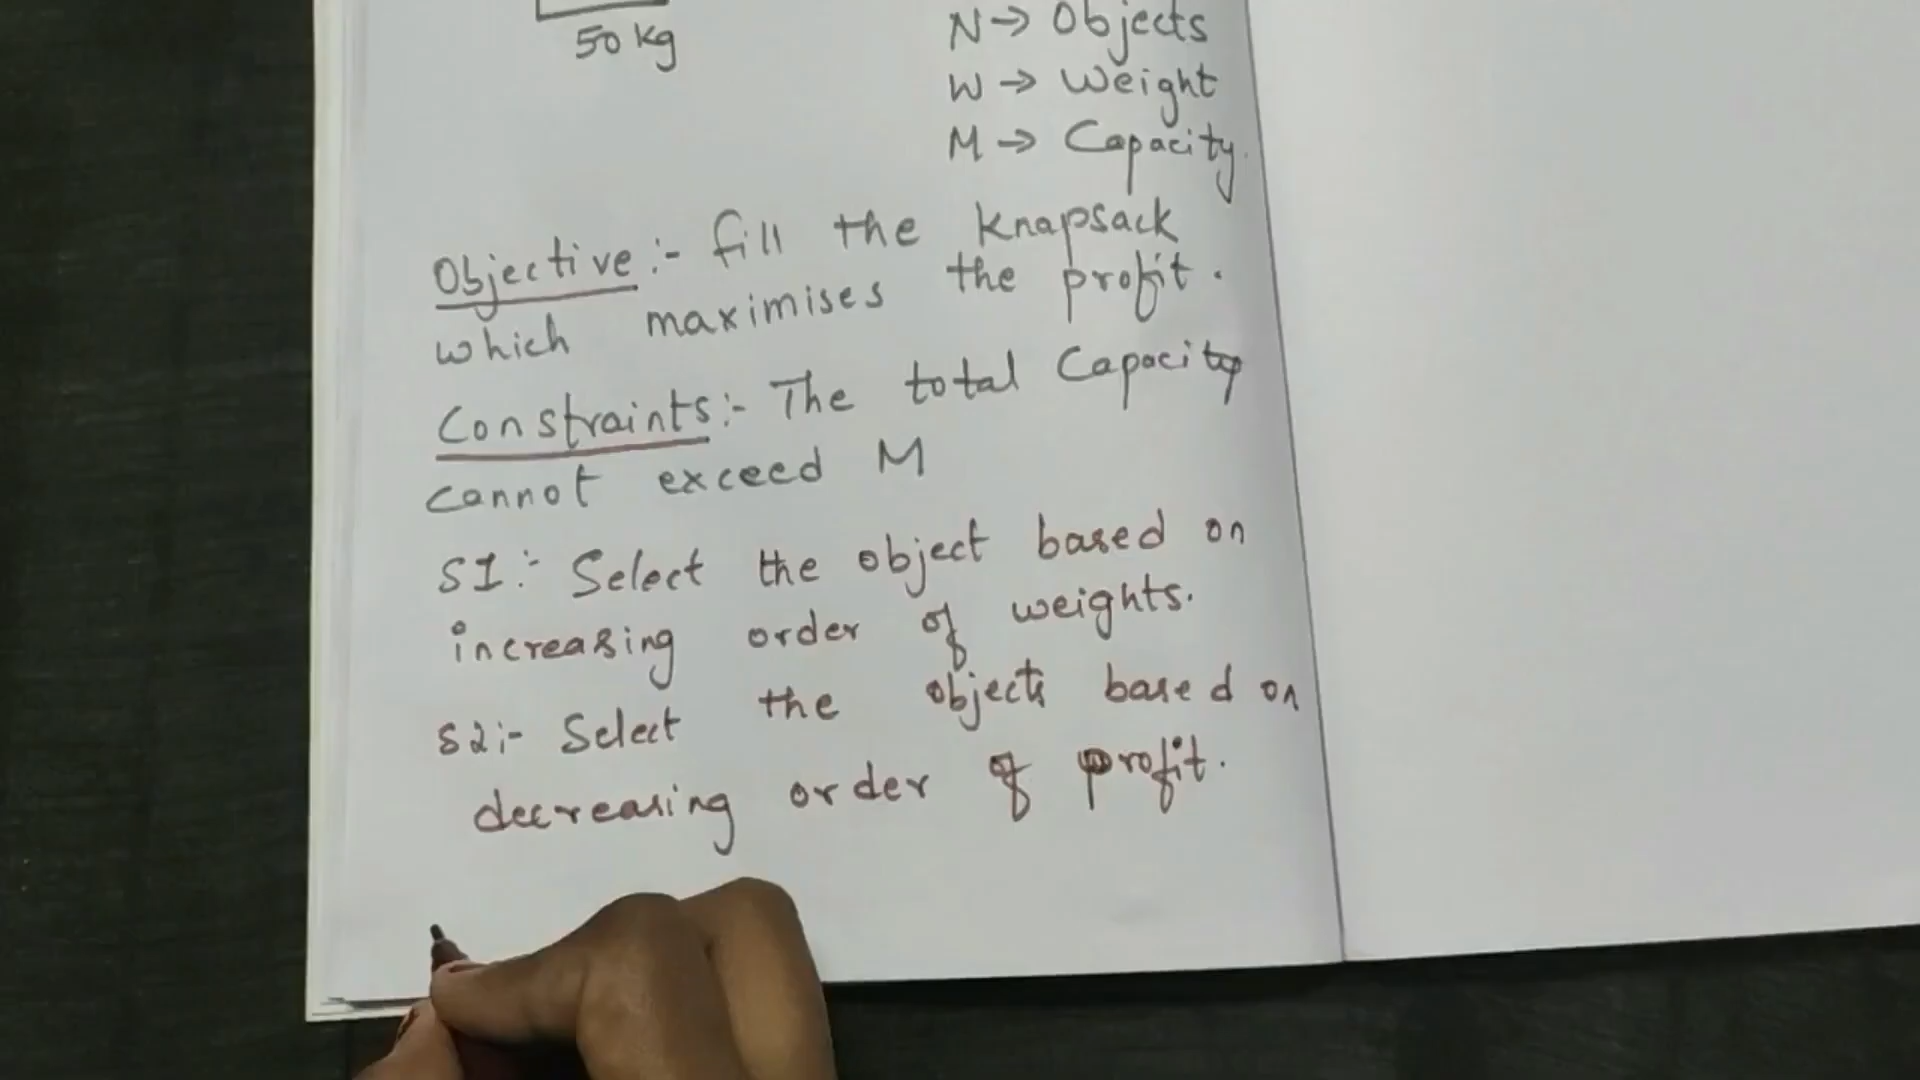 50 kg
N → Objects
W → Weight
M → Capacity.
Objective :- fill the knapsack
which maximises the profit.
Constraints :- The total Capacity
cannot exceed M
S1 :- Select the object based on
increasing order of weights.
S2 :- Select the objects based on
decreasing order of profit.